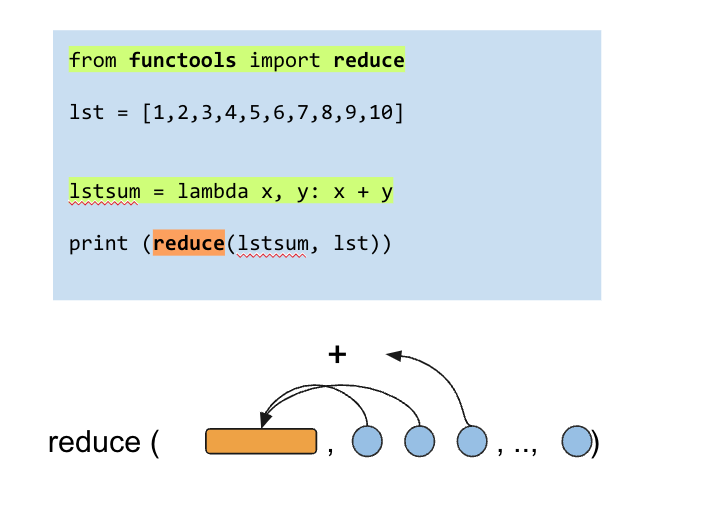 from functools import reduce
lst = [1,2,3,4,5,6,7,8,9,10]
lstsum = lambda x, y: x + y
print (reduce(lstsum, lst))
+
reduce ( , , .., )